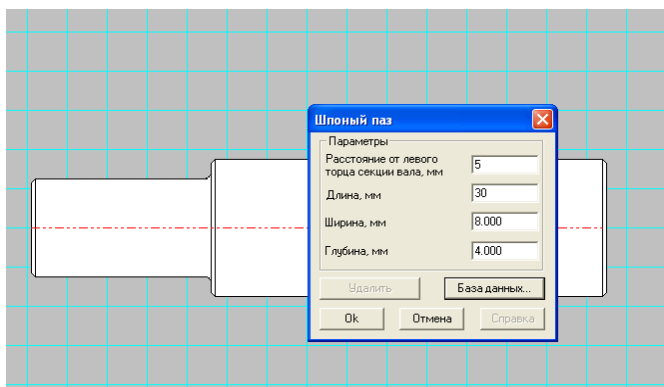 Шпоный паз
Параметры
Расстояние от левого
торца секции вала, мм
5
Длина, мм
30
Ширина, мм
8.000
Глубина, мм
4.000
Удалить
База данных...
Ok
Отмена
Справка